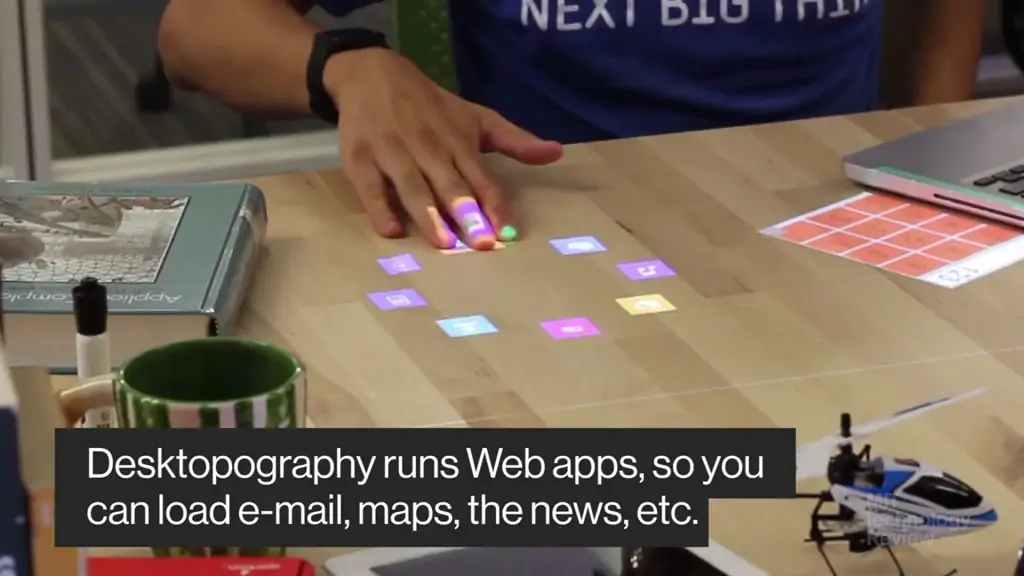 NEXT BIG THIN
Applied Comple
123
Desktopography runs Web apps, so you
can load e-mail, maps, the news, etc.
MIT
Technology
Review